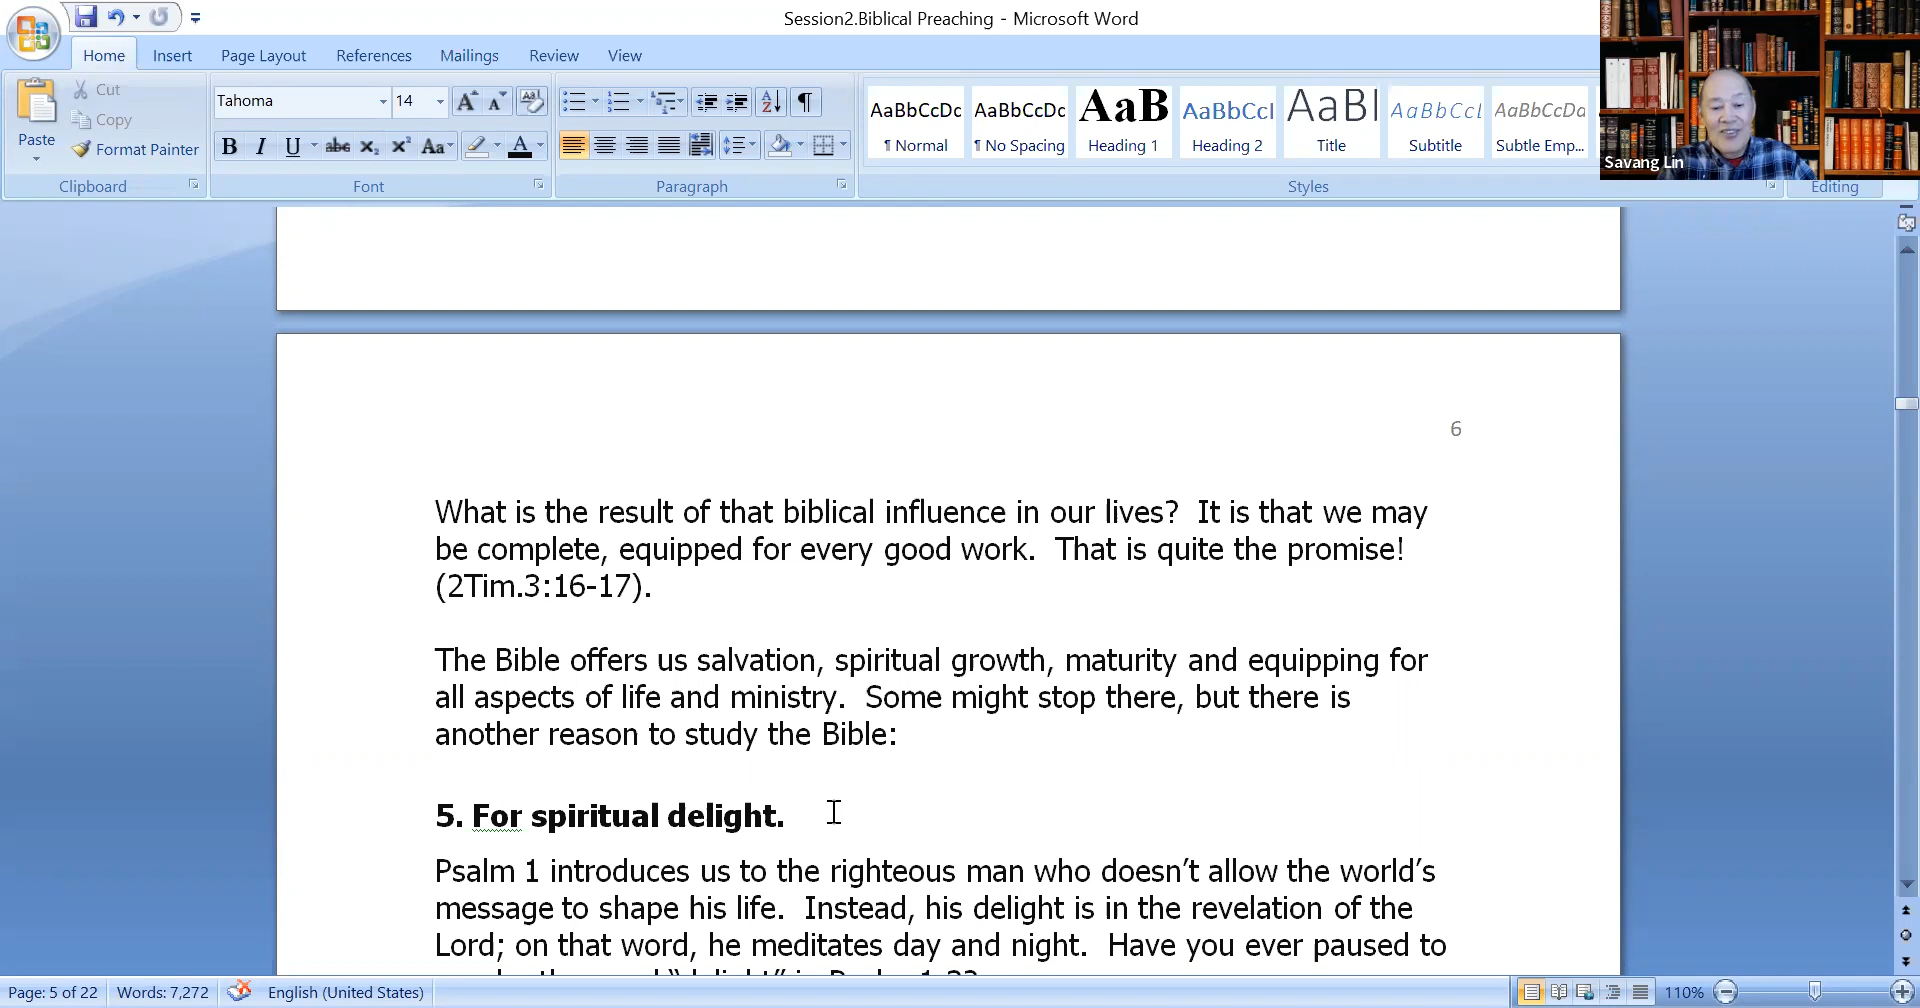 Session2.Biblical Preaching - Microsoft Word
Home Insert Page Layout References Mailings Review View
Paste
Cut
Copy
Format Painter
Clipboard
Tahoma 14
Font
Paragraph
AaBbCcDc AaBbCcDc AaB AaBbCcI AaBl AaBbCcL AaBbCcDa
¶ Normal ¶ No Spacing Heading 1 Heading 2 Title Subtitle Subtle Emp...
Styles
Editing
Savang Lin
6
What is the result of that biblical influence in our lives?  It is that we may
be complete, equipped for every good work.  That is quite the promise!
(2Tim.3:16-17).
The Bible offers us salvation, spiritual growth, maturity and equipping for
all aspects of life and ministry.  Some might stop there, but there is
another reason to study the Bible:
5. For spiritual delight.
Psalm 1 introduces us to the righteous man who doesn’t allow the world’s
message to shape his life.  Instead, his delight is in the revelation of the
Lord; on that word, he meditates day and night.  Have you ever paused to
Page: 5 of 22 Words: 7,272 English (United States) 110%